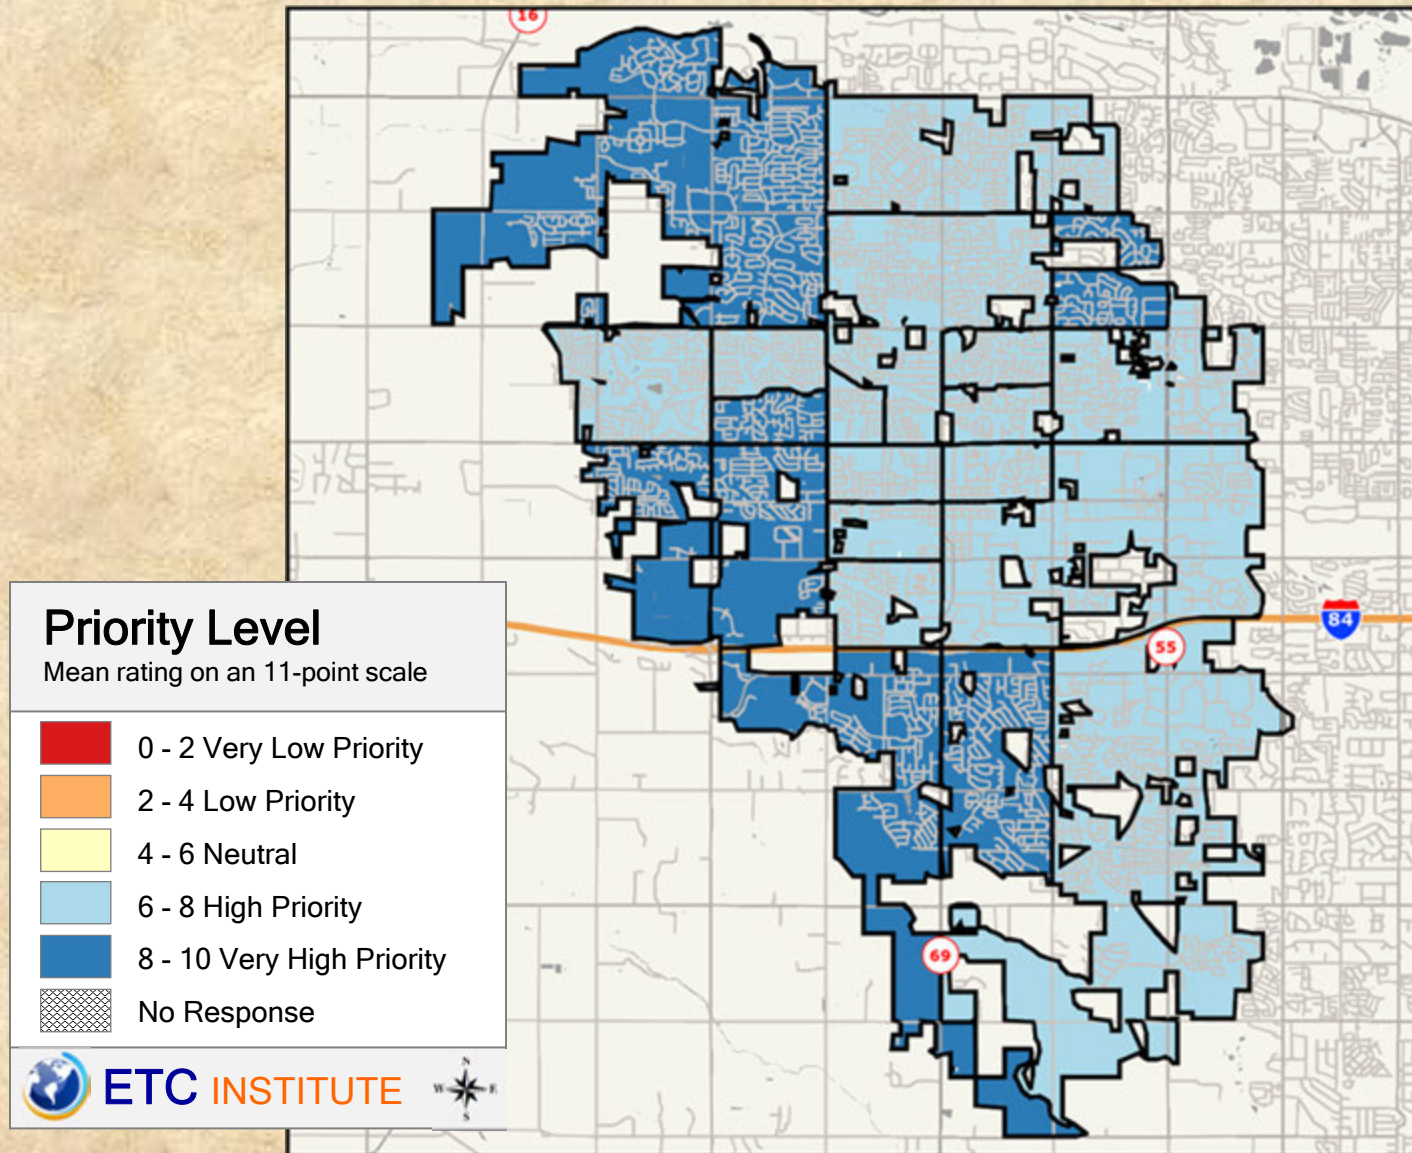 16
84
55
69
Priority Level
Mean rating on an 11-point scale
0 - 2 Very Low Priority
2 - 4 Low Priority
4 - 6 Neutral
6 - 8 High Priority
8 - 10 Very High Priority
No Response
ETC INSTITUTE
N
W E
S